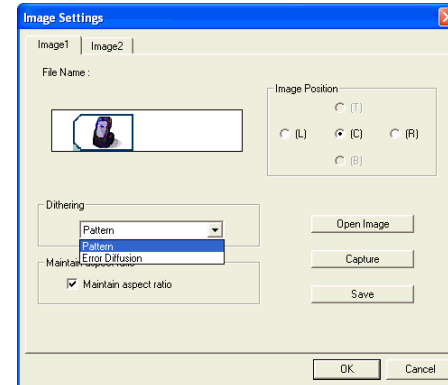 Image Settings
Image1 Image2
File Name :
Image Position
(T)
(L) (C) (R)
(B)
Dithering
Pattern
Pattern
Error Diffusion
Maintain aspect ratio
Maintain aspect ratio
Open Image
Capture
Save
OK Cancel